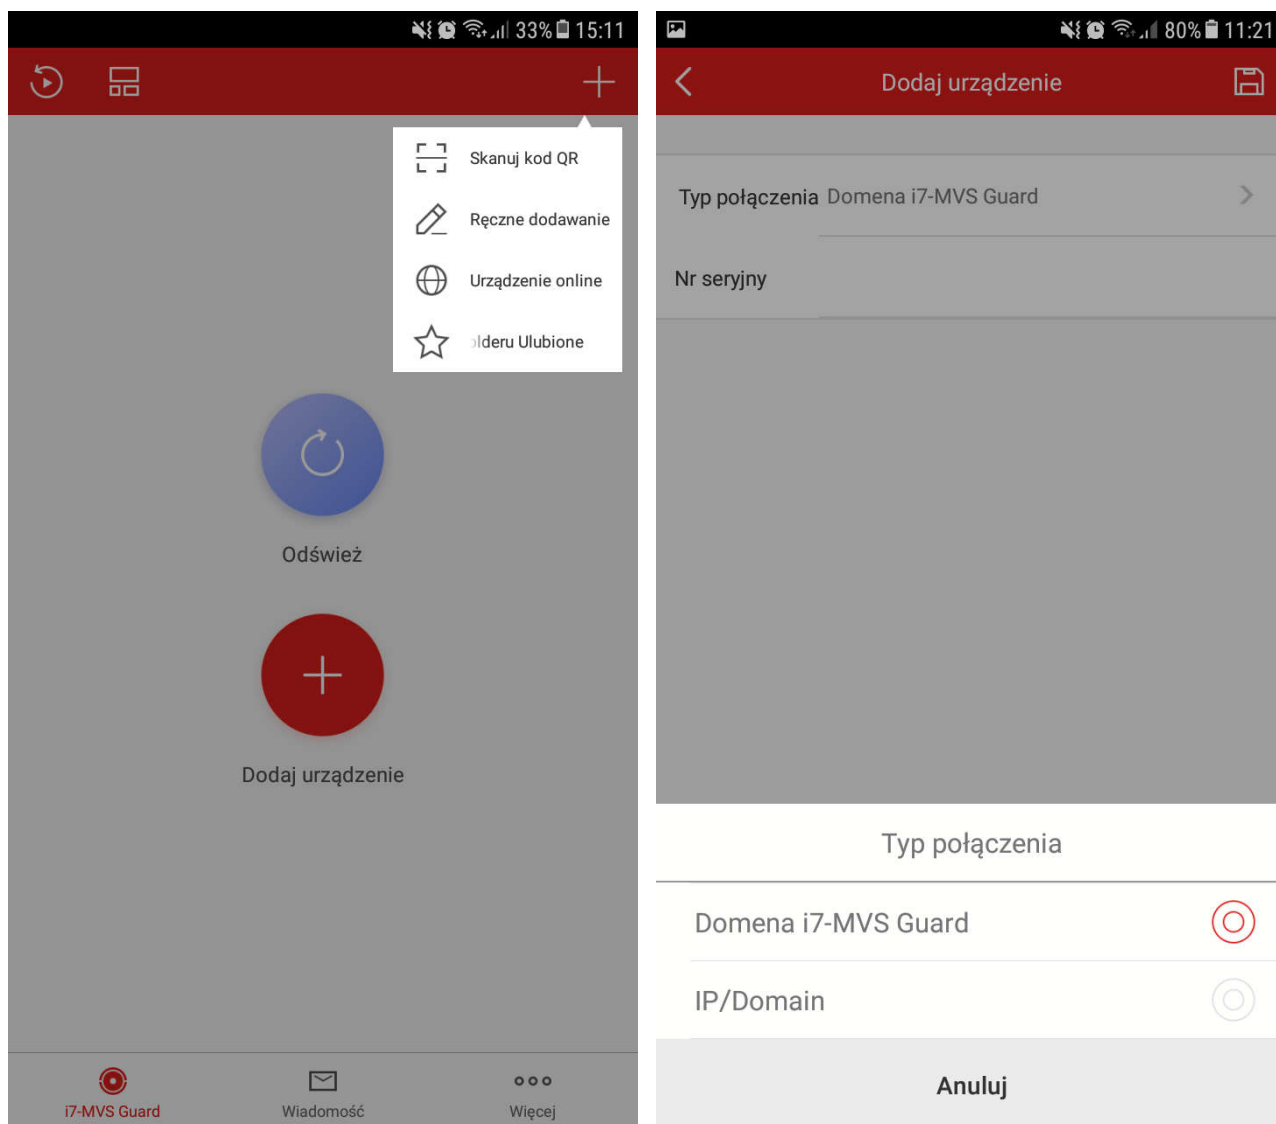 33% 15:11
Skanuj kod QR
Ręczne dodawanie
Urządzenie online
olderu Ulubione
Odśwież
Dodaj urządzenie
i7-MVS Guard
Wiadomość
Więcej
80% 11:21
Dodaj urządzenie
Typ połączenia Domena i7-MVS Guard
Nr seryjny
Typ połączenia
Domena i7-MVS Guard
IP/Domain
Anuluj